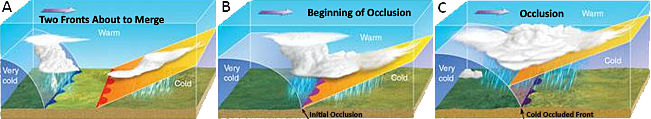 A
Two Fronts About to Merge
Warm
Very
cold
Cold
B
Beginning of Occlusion
Warm
Very
cold
Cold
Initial Occlusion
C
Occlusion
Warm
Very
cold
Cold
Cold Occluded Front